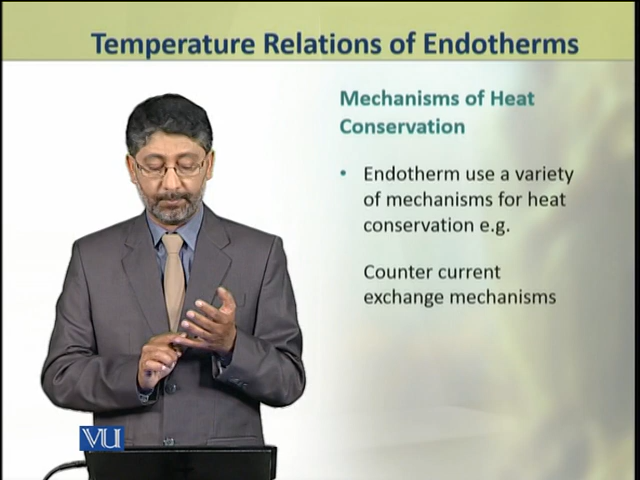 Temperature Relations of Endotherms
Mechanisms of Heat
Conservation
• Endotherm use a variety
of mechanisms for heat
conservation e.g.
Counter current
exchange mechanisms
VU